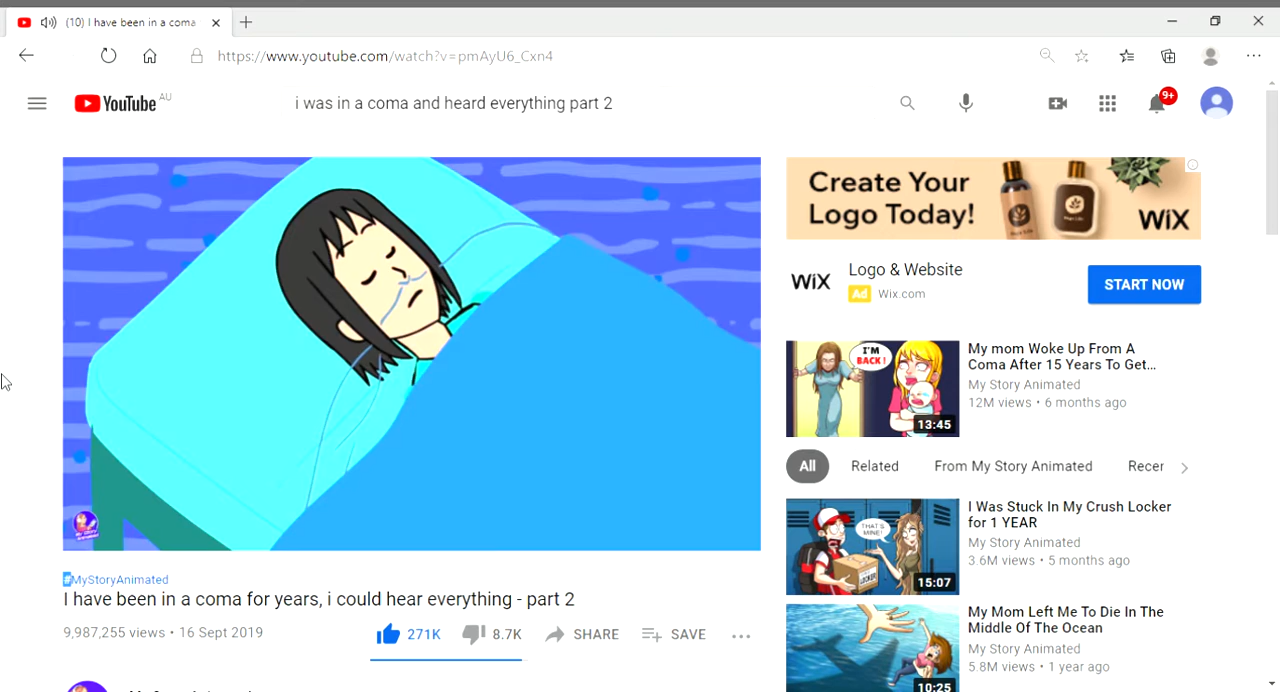 (10) I have been in a coma
https://www.youtube.com/watch?v=pmAyU6_Cxn4
YouTube AU
i was in a coma and heard everything part 2
9+
Create Your
Logo Today!
WiX
WiX
Logo & Website
Ad Wix.com
START NOW
I'M
BACK!
13:45
My mom Woke Up From A
Coma After 15 Years To Get...
My Story Animated
12M views • 6 months ago
All Related From My Story Animated Recer
THAT'S
MINE!
LOCKER
15:07
I Was Stuck In My Crush Locker
for 1 YEAR
My Story Animated
3.6M views • 5 months ago
10:25
My Mom Left Me To Die In The
Middle Of The Ocean
My Story Animated
5.8M views • 1 year ago
#MyStoryAnimated
I have been in a coma for years, i could hear everything - part 2
9,987,255 views • 16 Sept 2019
271K 8.7K SHARE SAVE